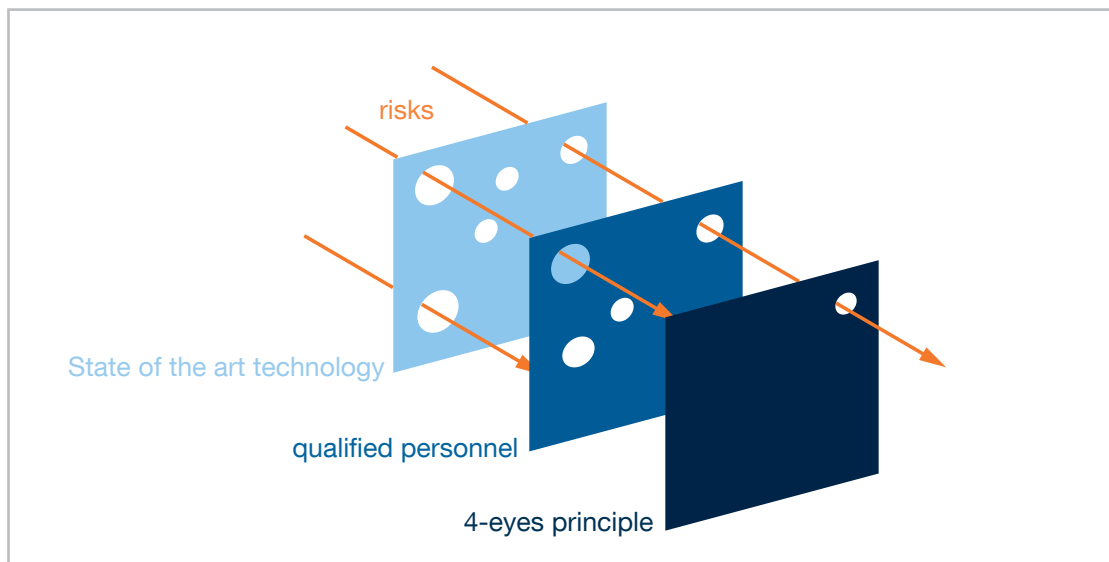 risks
State of the art technology
qualified personnel
4-eyes principle